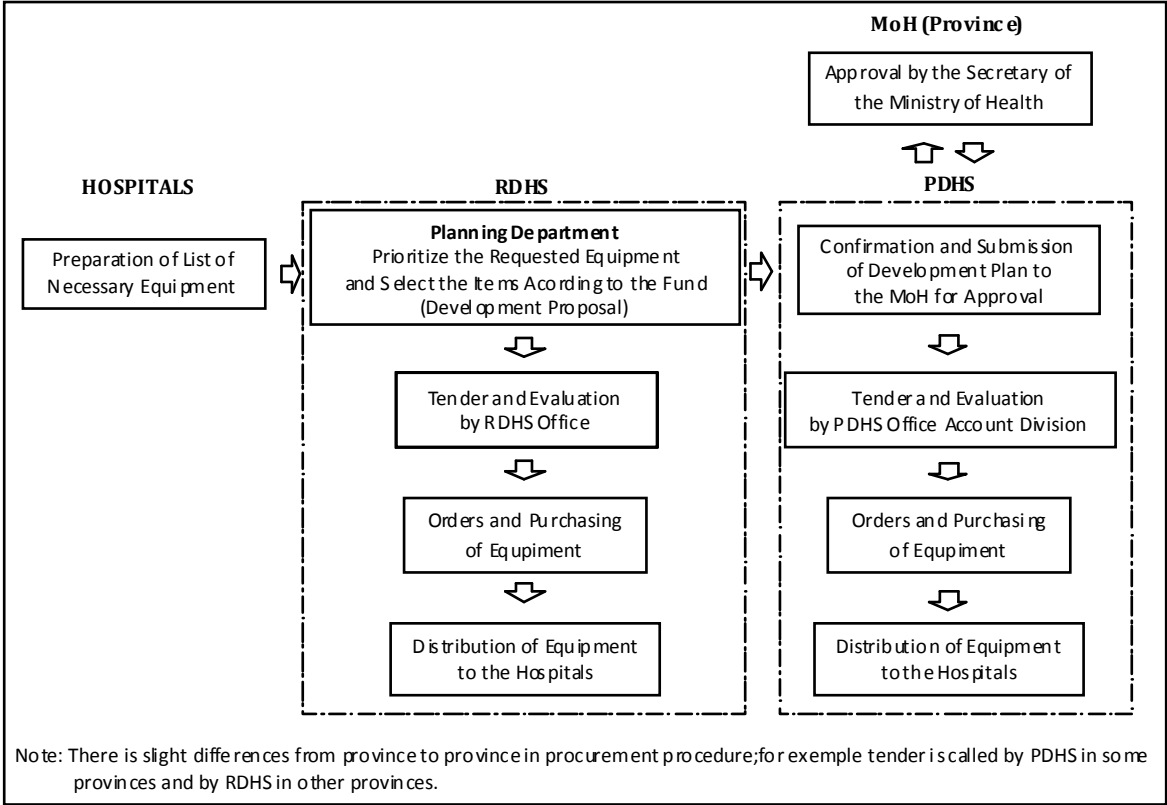 MoH (Province)
Approval by the Secretary of
the Ministry of Health
HOSPITALS
RDHS
PDHS
Preparation of List of
Necessary Equipment
Planning Department
Prioritize the Requested Equipment
and Select the Items Acording to the Fund
(Development Proposal)
Confirmation and Submission
of Development Plan to
the MoH for Approval
Tender and Evaluation
by RDHS Office
Tender and Evaluation
by PDHS Office Account Division
Orders and Purchasing
of Equpiment
Orders and Purchasing
of Equpiment
Distribution of Equipment
to the Hospitals
Distribution of Equipment
to the Hospitals
Note: There is slight differences from province to province in procurement procedure;for exemple tender is called by PDHS in some
provinces and by RDHS in other provinces.